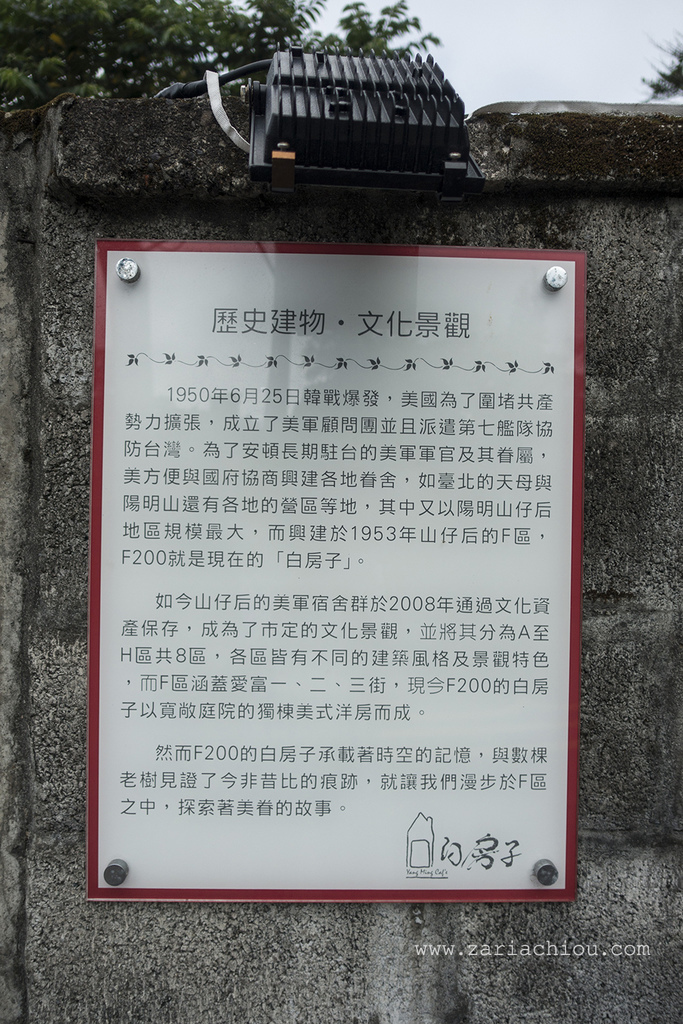 歷史建物・文化景觀
1950年6月25日韓戰爆發，美國為了圍堵共產
勢力擴張，成立了美軍顧問團並且派遣第七艦隊協
防台灣。為了安頓長期駐台的美軍軍官及其眷屬，
美方便與國府協商興建各地眷舍，如臺北的天母與
陽明山還有各地的營區等地，其中又以陽明山仔后
地區規模最大，而興建於1953年山仔后的F區，
F200就是現在的「白房子」。
如今山仔后的美軍宿舍群於2008年通過文化資
產保存，成為了市定的文化景觀，並將其分為A至
H區共8區，各區皆有不同的建築風格及景觀特色
，而F區涵蓋愛富一、二、三街，現今F200的白房
子以寬敞庭院的獨棟美式洋房而成。
然而F200的白房子承載著時空的記憶，與數棵
老樹見證了今非昔比的痕跡，就讓我們漫步於F區
之中，探索著美眷的故事。
白房子
Yang Ming Caf'e
www.zariachiou.com